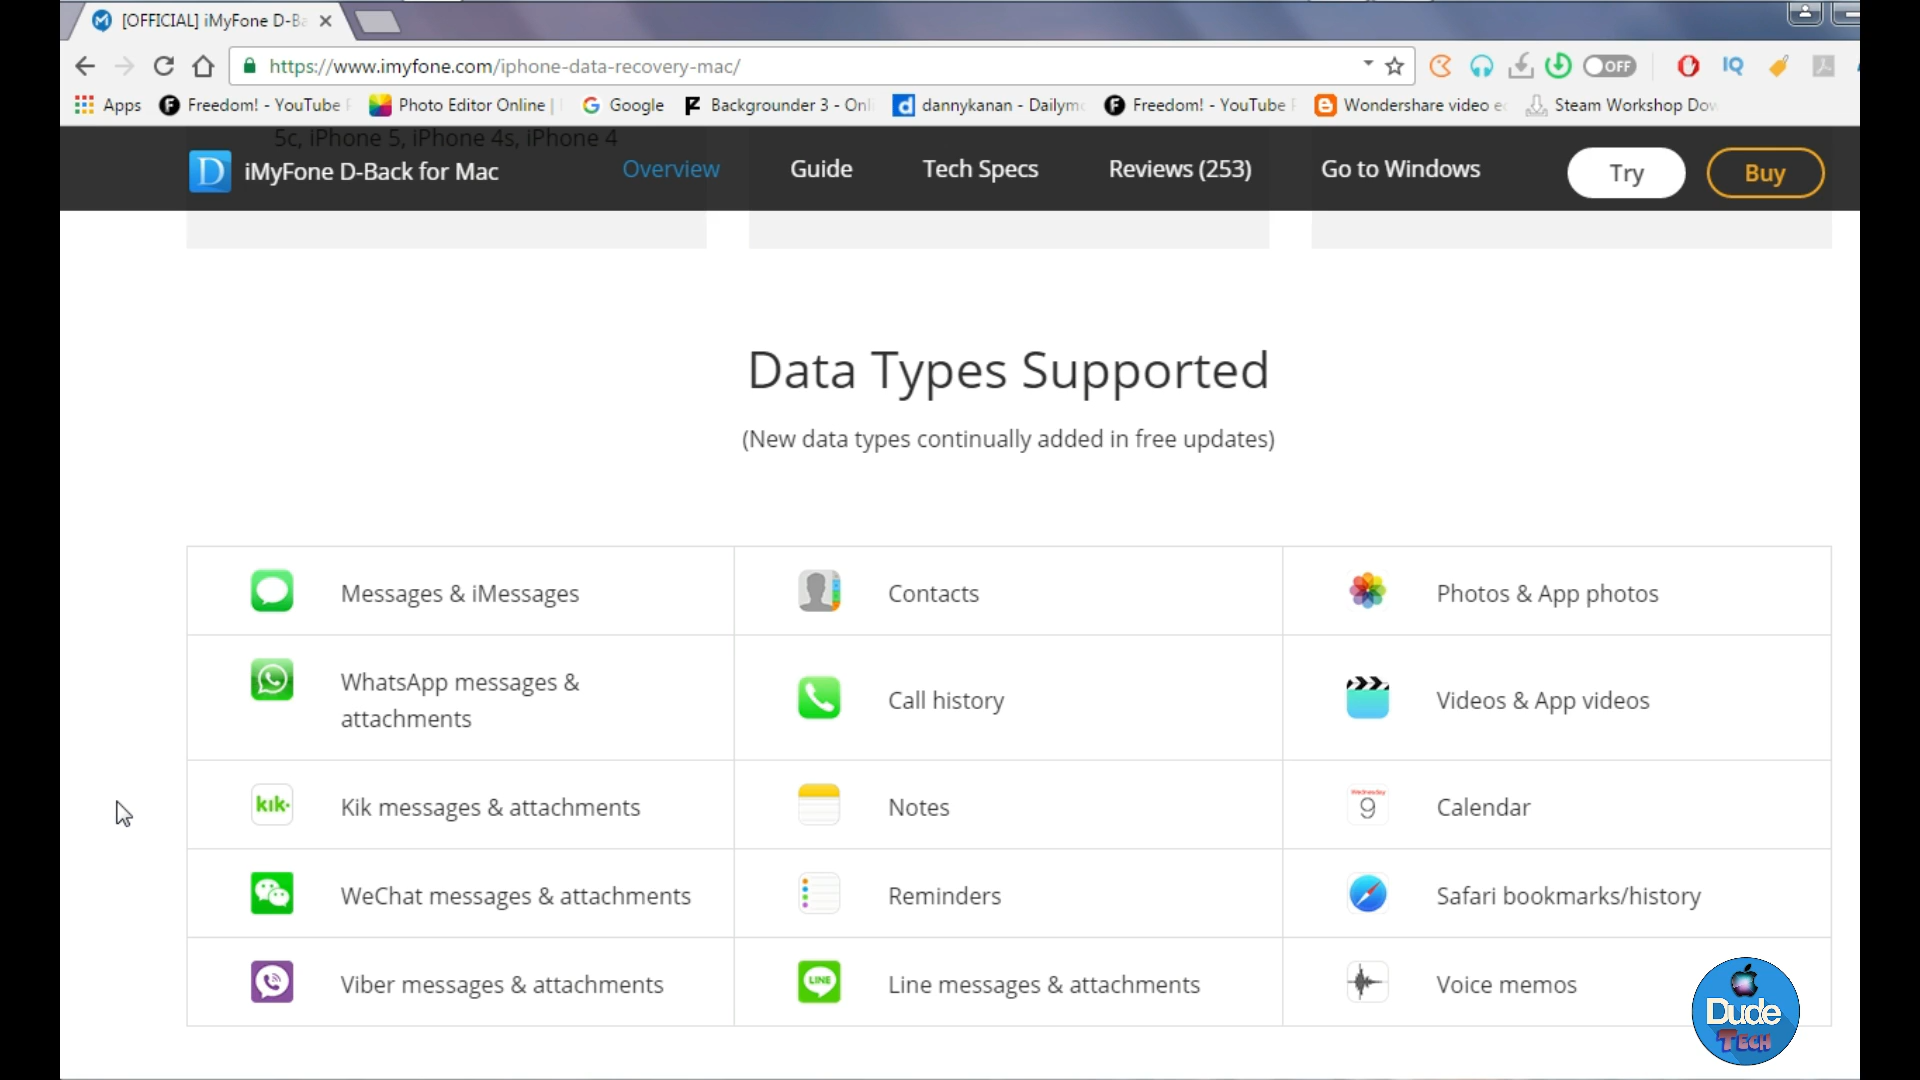 [OFFICIAL] iMyFone D-Ba
https://www.imyfone.com/iphone-data-recovery-mac/
OFF
IQ
Apps
Freedom! - YouTube
Photo Editor Online |
Google
Backgrounder 3 - Onl
dannykanan - Dailym
Freedom! - YouTube
Wondershare video e
Steam Workshop Dow
5c, iPhone 5, iPhone 4s, iPhone 4
D
iMyFone D-Back for Mac
Overview
Guide
Tech Specs
Reviews (253)
Go to Windows
Try
Buy
Data Types Supported
(New data types continually added in free updates)
Messages & iMessages
Contacts
Photos & App photos
WhatsApp messages &
attachments
Call history
Videos & App videos
kik
Kik messages & attachments
Notes
Wednesday
9
Calendar
WeChat messages & attachments
Reminders
Safari bookmarks/history
Viber messages & attachments
LINE
Line messages & attachments
Voice memos
Dude
TECH